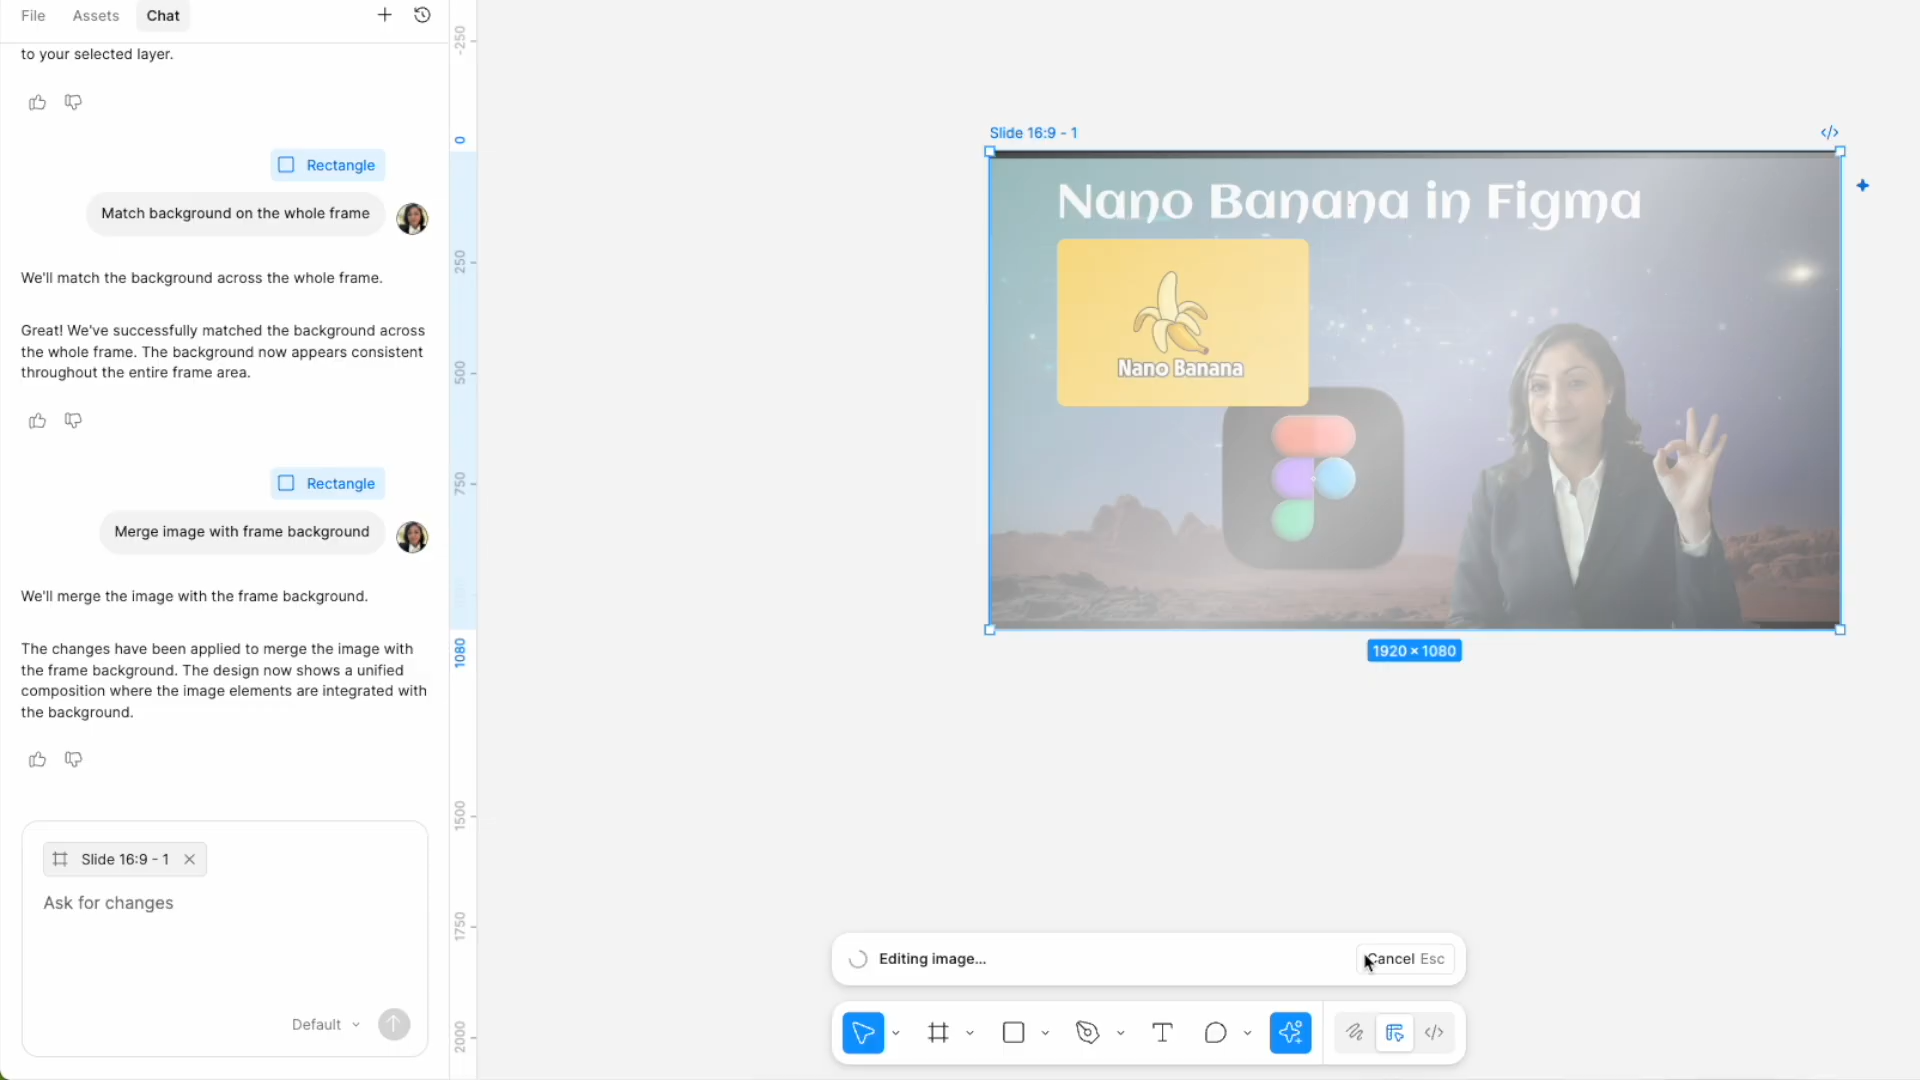 File Assets Chat
to your selected layer.
Rectangle
Match background on the whole frame
We'll match the background across the whole frame.
Great! We've successfully matched the background across
the whole frame. The background now appears consistent
throughout the entire frame area.
Rectangle
Merge image with frame background
We'll merge the image with the frame background.
The changes have been applied to merge the image with
the frame background. The design now shows a unified
composition where the image elements are integrated with
the background.
Slide 16:9 - 1
Ask for changes
Default
-250
0
250
500
750
1080
1500
1750
2000
Slide 16:9 - 1
Nano Banana in Figma
Nano Banana
1920 × 1080
Editing image...
Cancel Esc